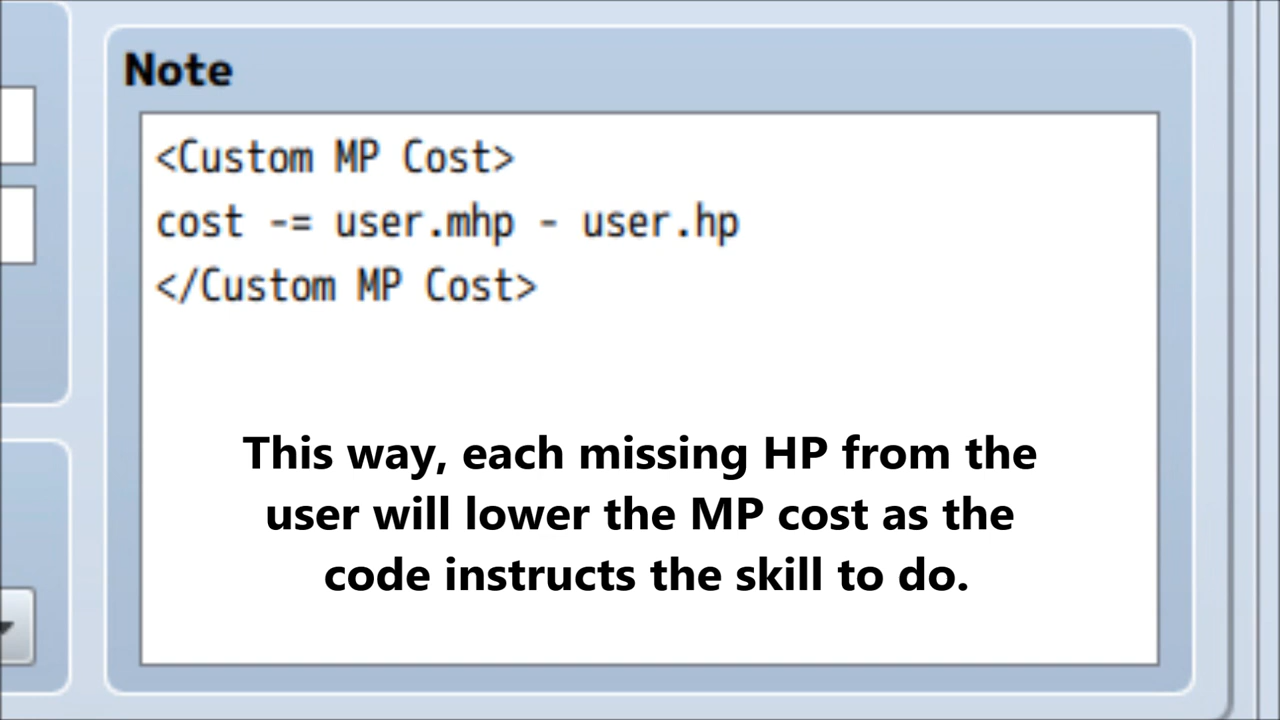 Note
<Custom MP Cost>
cost -= user.mhp - user.hp
</Custom MP Cost>
This way, each missing HP from the
user will lower the MP cost as the
code instructs the skill to do.